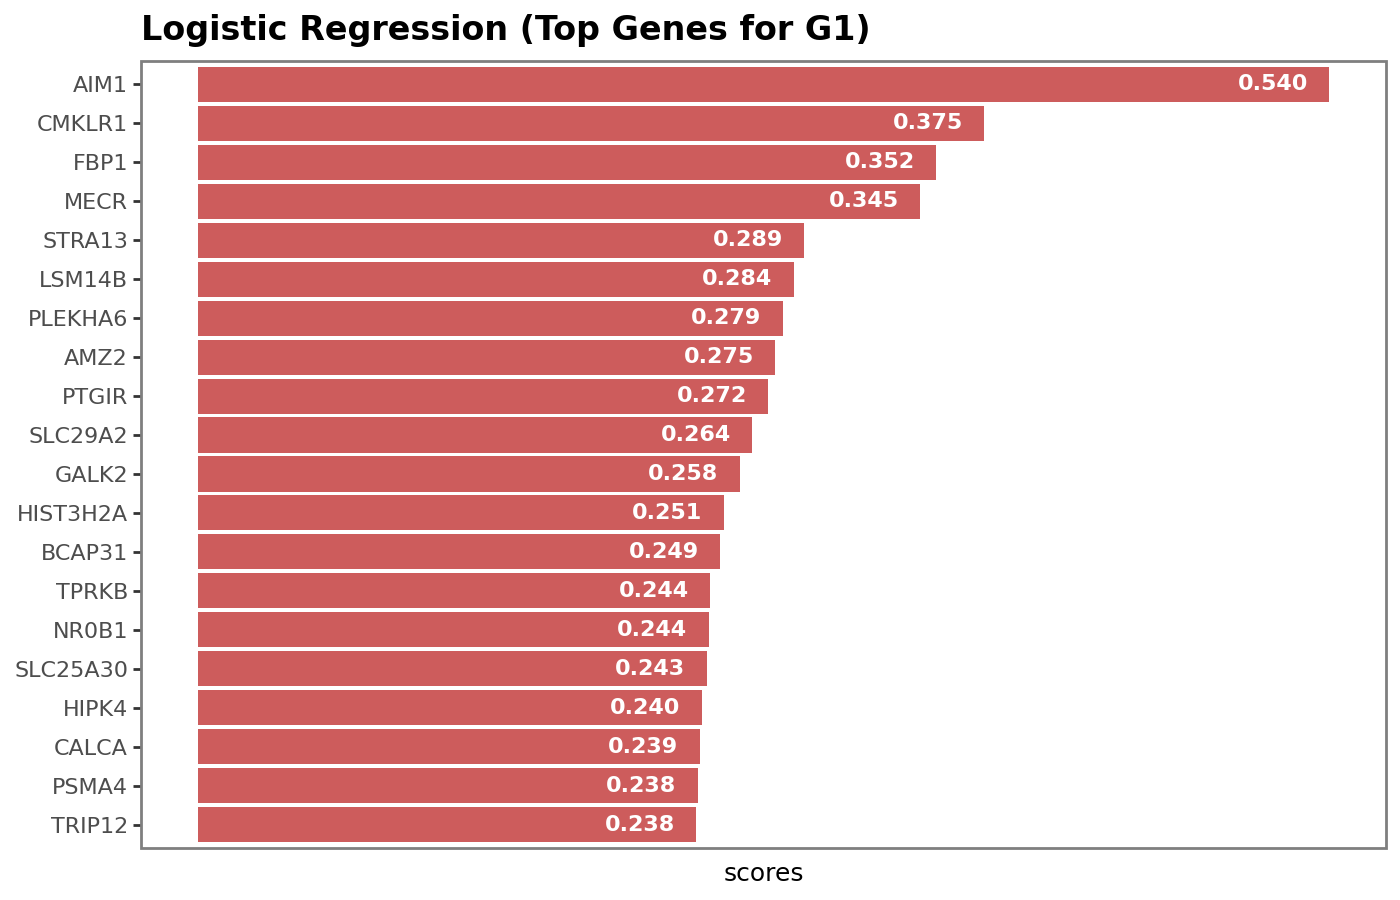 Logistic Regression (Top Genes for G1)
AIM1 0.540
CMKLR1 0.375
FBP1 0.352
MECR 0.345
STRA13 0.289
LSM14B 0.284
PLEKHA6 0.279
AMZ2 0.275
PTGIR 0.272
SLC29A2 0.264
GALK2 0.258
HIST3H2A 0.251
BCAP31 0.249
TPRKB 0.244
NR0B1 0.244
SLC25A30 0.243
HIPK4 0.240
CALCA 0.239
PSMA4 0.238
TRIP12 0.238
scores